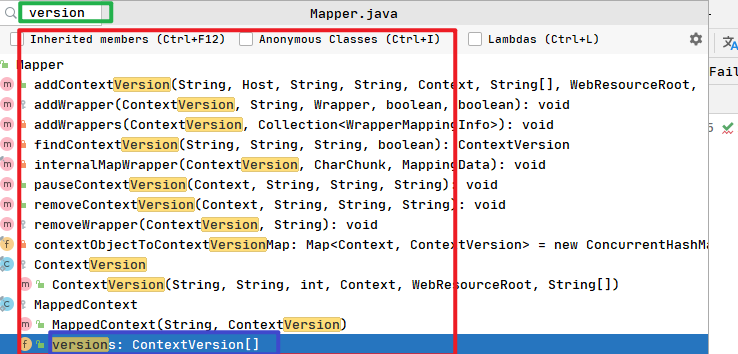 version
Mapper.java
Inherited members (Ctrl+F12) Anonymous Classes (Ctrl+I) Lambdas (Ctrl+L)
Mapper
Fail
m addContextVersion(String, Host, String, String, Context, String[], WebResourceRoot,
m addWrapper(ContextVersion, String, Wrapper, boolean, boolean): void
m addWrappers(ContextVersion, Collection<WrapperMappingInfo>): void
5
m findContextVersion(String, String, String, boolean): ContextVersion
m internalMapWrapper(ContextVersion, CharChunk, MappingData): void
m pauseContextVersion(Context, String, String, String): void
m removeContextVersion(Context, String, String, String): void
m removeWrapper(ContextVersion, String): void
f contextObjectToContextVersionMap: Map<Context, ContextVersion> = new ConcurrentHashMa
C ContextVersion
m ContextVersion(String, String, int, Context, WebResourceRoot, String[])
C MappedContext
m MappedContext(String, ContextVersion)
f versions: ContextVersion[]